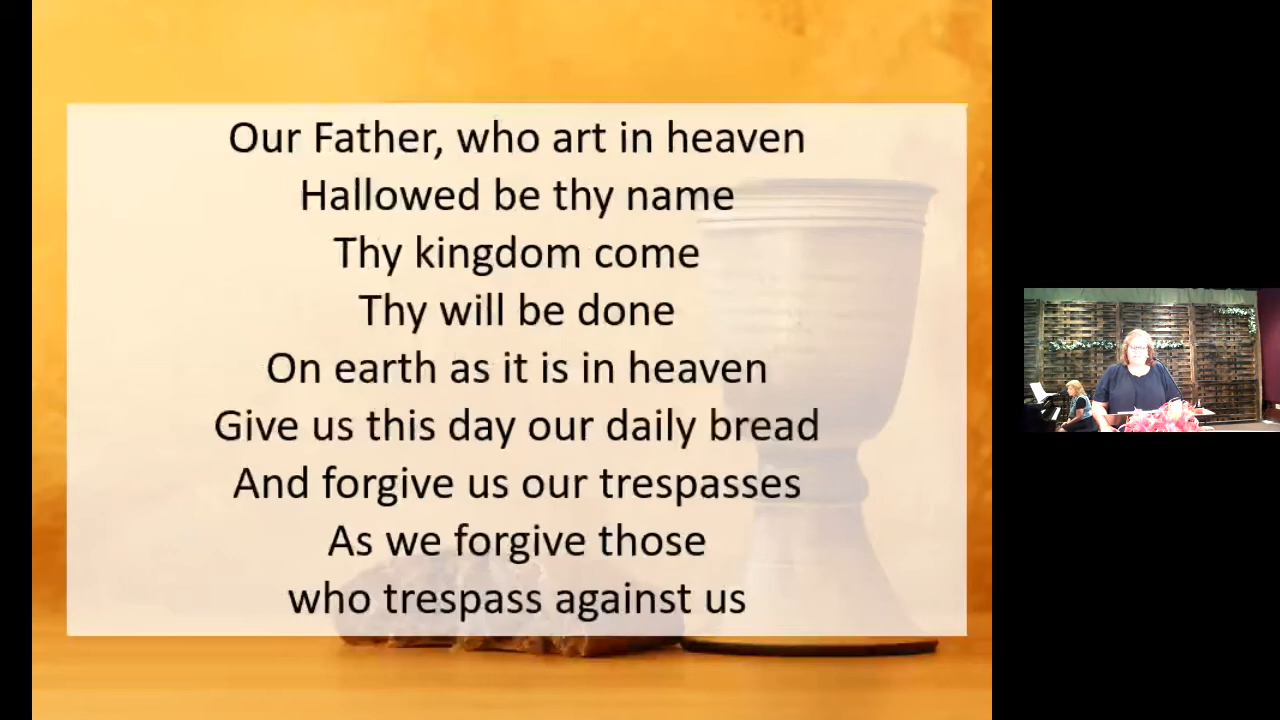 Our Father, who art in heaven
Hallowed be thy name
Thy kingdom come
Thy will be done
On earth as it is in heaven
Give us this day our daily bread
And forgive us our trespasses
As we forgive those
who trespass against us